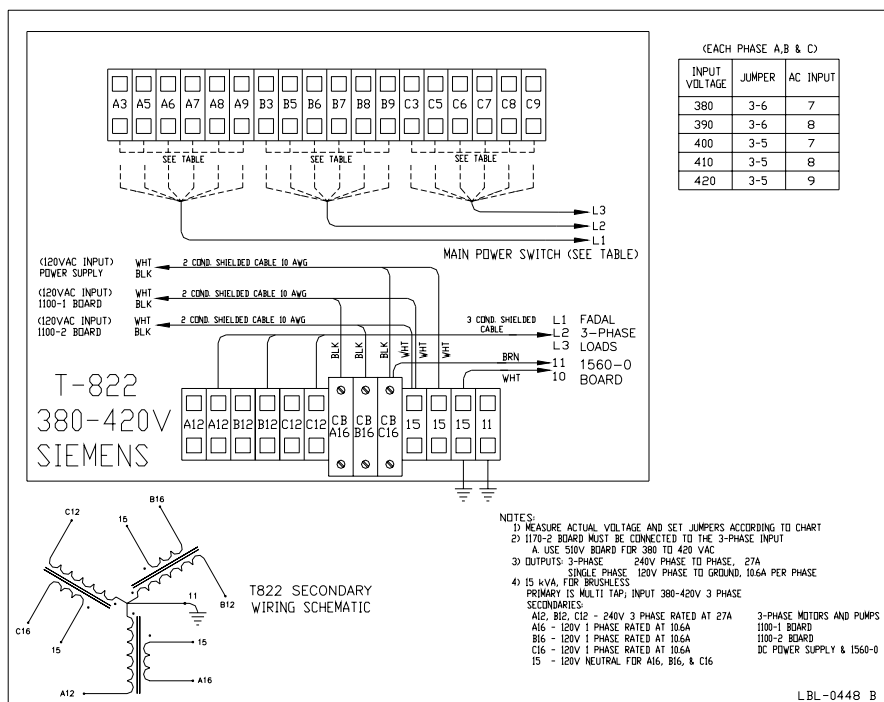 (EACH PHASE A,B & C)
INPUT VOLTAGE JUMPER AC INPUT
380 3-6 7
390 3-6 8
400 3-5 7
410 3-5 8
420 3-5 9
A3 A5 A6 A7 A8 A9 B3 B5 B6 B7 B8 B9 C3 C5 C6 C7 C8 C9
SEE TABLE SEE TABLE SEE TABLE
L3
L2
L1
MAIN POWER SWITCH (SEE TABLE)
(120VAC INPUT) WHT 2 COND. SHIELDED CABLE 10 AWG
POWER SUPPLY BLK
(120VAC INPUT) WHT 2 COND. SHIELDED CABLE 10 AWG
1100-1 BOARD BLK
(120VAC INPUT) WHT 2 COND. SHIELDED CABLE 10 AWG
1100-2 BOARD BLK
3 COND. SHIELDED CABLE
L1 FADAL
L2 3-PHASE
L3 LOADS
BLK BLK BLK WHT WHT WHT
BRN 11 1560-0
WHT 10 BOARD
T-822
380-420V
SIEMENS
A12 A12 B12 B12 C12 C12 CB A16 CB B16 CB C16 15 15 15 11
C12
B16
15
11
B12
C16
15
15
A12
A16
T822 SECONDARY
WIRING SCHEMATIC
NOTES:
1) MEASURE ACTUAL VOLTAGE AND SET JUMPERS ACCORDING TO CHART
2) 1170-2 BOARD MUST BE CONNECTED TO THE 3-PHASE INPUT
A. USE 510V BOARD FOR 380 TO 420 VAC
3) OUTPUTS: 3-PHASE 240V PHASE TO PHASE, 27A
SINGLE PHASE 120V PHASE TO GROUND, 10.6A PER PHASE
4) 15 kVA, FOR BRUSHLESS
PRIMARY IS MULTI TAP; INPUT 380-420V 3 PHASE
SECONDARIES:
A12, B12, C12 - 240V 3 PHASE RATED AT 27A 3-PHASE MOTORS AND PUMPS
A16 - 120V 1 PHASE RATED AT 10.6A 1100-1 BOARD
B16 - 120V 1 PHASE RATED AT 10.6A 1100-2 BOARD
C16 - 120V 1 PHASE RATED AT 10.6A DC POWER SUPPLY & 1560-0
15 - 120V NEUTRAL FOR A16, B16, & C16
LBL-0448 B